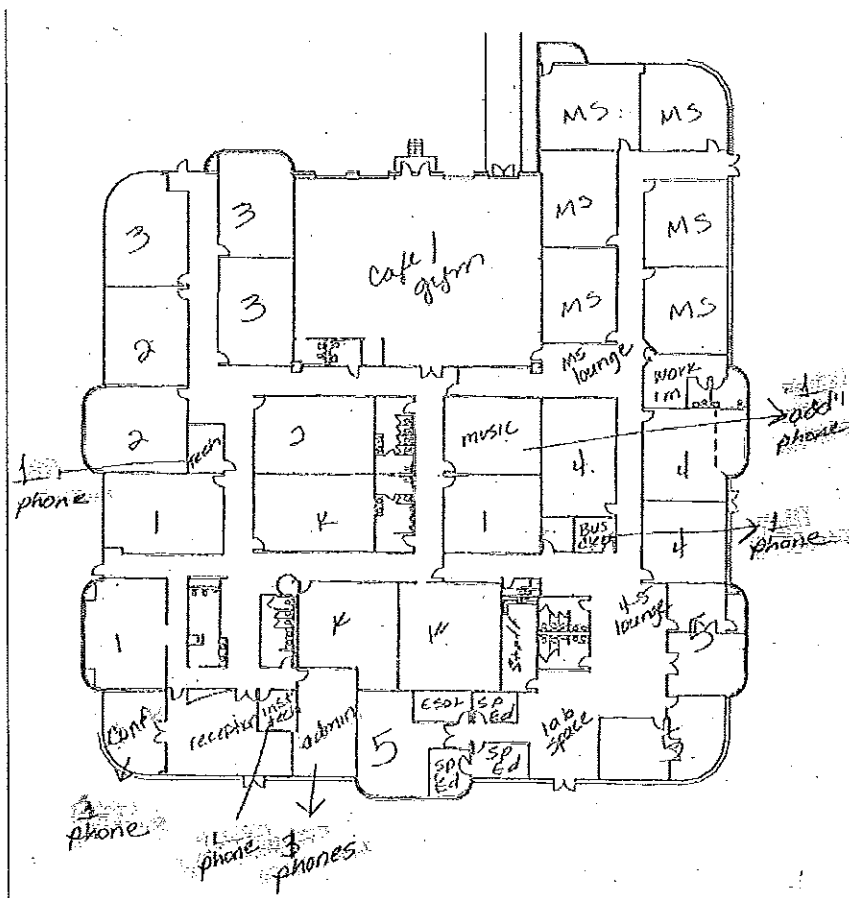 MS
MS
3
3
MS
MS
cafe/
gym
3
MS
MS
2
MS
lounge
work
rm
1
add'l
phone
2
Tech
2
music
4
4
1
phone
1
K
1
Bus
4
1
phone
4-5
lounge
1
K
K
Staff
5
conf
reception
inst
tech
admin
5
ESOL
SP
Ed
lab
space
SP
Ed
SP
Ed
phone
1
phone
3
phones